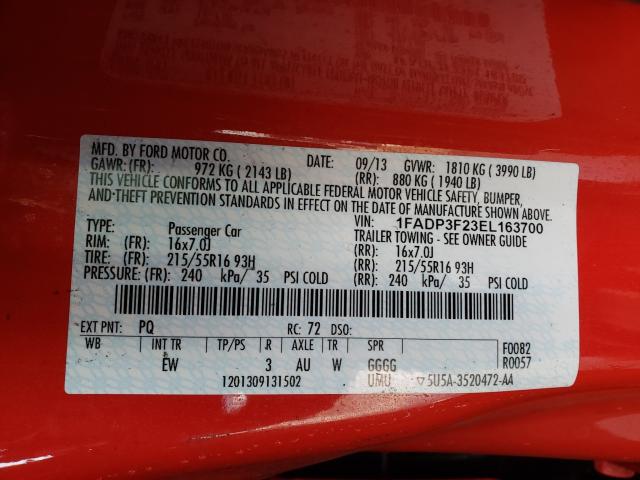 MFD. BY FORD MOTOR CO.
DATE: 09/13 GVWR: 1810 KG ( 3990 LB)
GAWR: (FR): 972 KG ( 2143 LB) (RR): 880 KG ( 1940 LB)
THIS VEHICLE CONFORMS TO ALL APPLICABLE FEDERAL MOTOR VEHICLE SAFETY, BUMPER,
AND-THEFT PREVENTION STANDARDS IN EFFECT ON THE DATE OF MANUFACTURE SHOWN ABOVE.
VIN: 1FADP3F23EL163700
TYPE: Passenger Car TRAILER TOWING - SEE OWNER GUIDE
RIM: (FR): 16x7.0J (RR): 16x7.0J
TIRE: (FR): 215/55R16 93H (RR): 215/55R16 93H
PRESSURE: (FR): 240 kPa/ 35 PSI COLD (RR): 240 kPa/ 35 PSI COLD
EXT PNT: PQ RC: 72 DSO:
WB INT TR TP/PS R AXLE TR SPR F0082
EW 3 AU W GGGG R0057
1201309131502 UMU ▽5U5A-3520472-AA